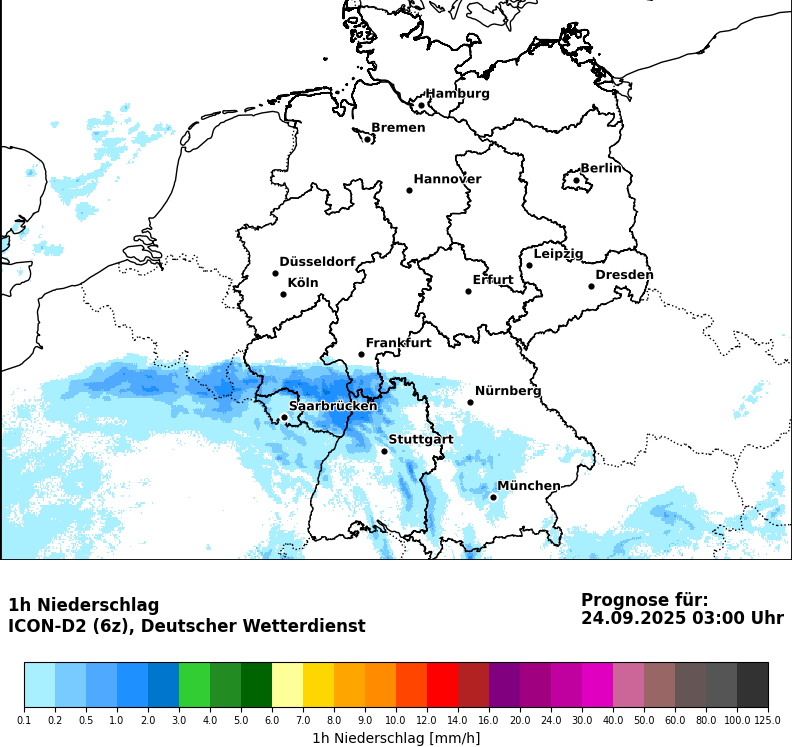 Hamburg
Bremen
Berlin
Hannover
Leipzig
Düsseldorf
Dresden
Köln
Erfurt
Frankfurt
Nürnberg
Saarbrücken
Stuttgart
München
1h Niederschlag
ICON-D2 (6z), Deutscher Wetterdienst
Prognose für:
24.09.2025 03:00 Uhr
0.1 0.2 0.5 1.0 2.0 3.0 4.0 5.0 6.0 7.0 9.0 10.0 12.0 14.0 16.0 20.0 24.0 30.0 40.0 50.0 60.0 80.0 100.0 125.0
1h Niederschlag [mm/h]